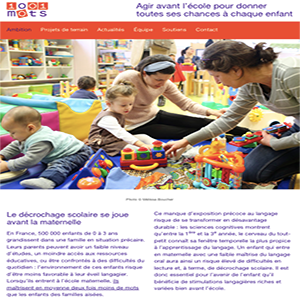 1001
mots
Agir avant l'école pour donner
toutes ses chances à chaque enfant
Ambition
Projets de terrain
Actualités
Équipe
Soutiens
Contact
Photo © Mélissa Boucher
Le décrochage scolaire se joue
avant la maternelle
En France, 500 000 enfants de 0 à 3 ans
grandissent dans une famille en situation précaire.
Leurs parents peuvent avoir un faible niveau
d'études, un moindre accès aux ressources
éducatives, ou être confrontés à des difficultés du
quotidien : l'environnement de ces enfants risque
d'être moins favorable à leur éveil langagier.
Lorsqu'ils entrent à l'école maternelle, ils
maîtrisent en moyenne deux fois moins de mots
que les enfants des familles aisées.
Ce manque d'exposition précoce au langage
risque de se transformer en désavantage
durable : les sciences cognitives montrent
qu'entre la 1ère et la 3e année, le cerveau du tout-
petit connaît sa fenêtre temporelle la plus propice
à l'apprentissage du langage. Un enfant qui entre
en maternelle avec une faible maîtrise du langage
oral aura ainsi un risque élevé de difficultés en
lecture et, à terme, de décrochage scolaire. Il est
donc essentiel pour l'avenir de l'enfant qu'il
bénéficie de stimulations langagières riches et
variées bien avant l'école.